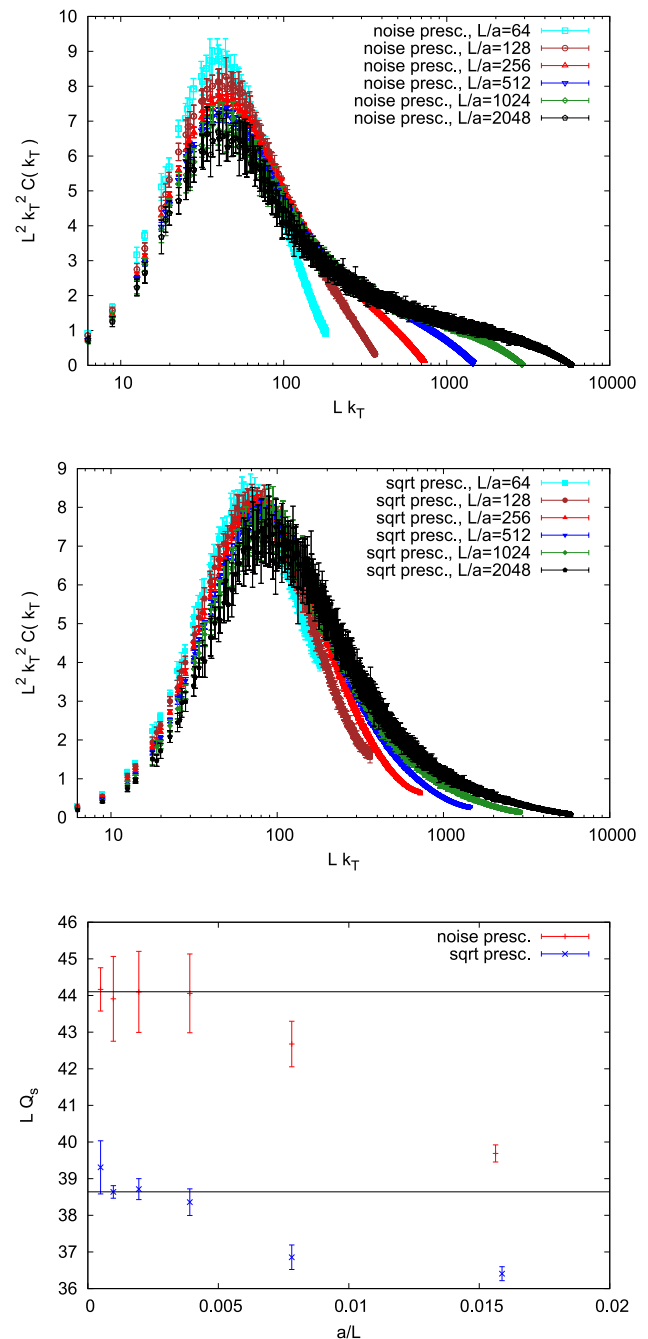 10
9
8
7
6
5
4
3
2
1
0
L² k_T² C( k_T )
noise presc., L/a=64
noise presc., L/a=128
noise presc., L/a=256
noise presc., L/a=512
noise presc., L/a=1024
noise presc., L/a=2048
10 100 1000 10000
L k_T
9
8
7
6
5
4
3
2
1
0
L² k_T² C( k_T )
sqrt presc., L/a=64
sqrt presc., L/a=128
sqrt presc., L/a=256
sqrt presc., L/a=512
sqrt presc., L/a=1024
sqrt presc., L/a=2048
10 100 1000 10000
L k_T
46
45
44
43
42
41
40
39
38
37
36
L Q_s
noise presc.
sqrt presc.
0 0.005 0.01 0.015 0.02
a/L